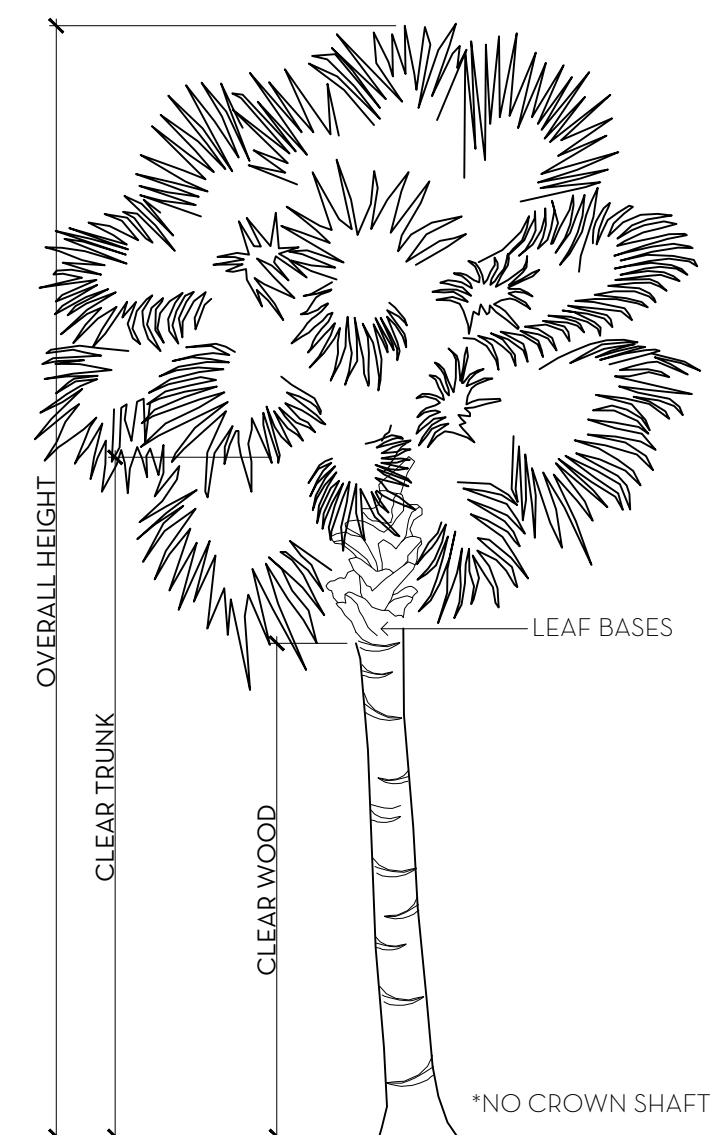 OVERALL HEIGHT
CLEAR TRUNK
CLEAR WOOD
LEAF BASES
*NO CROWN SHAFT